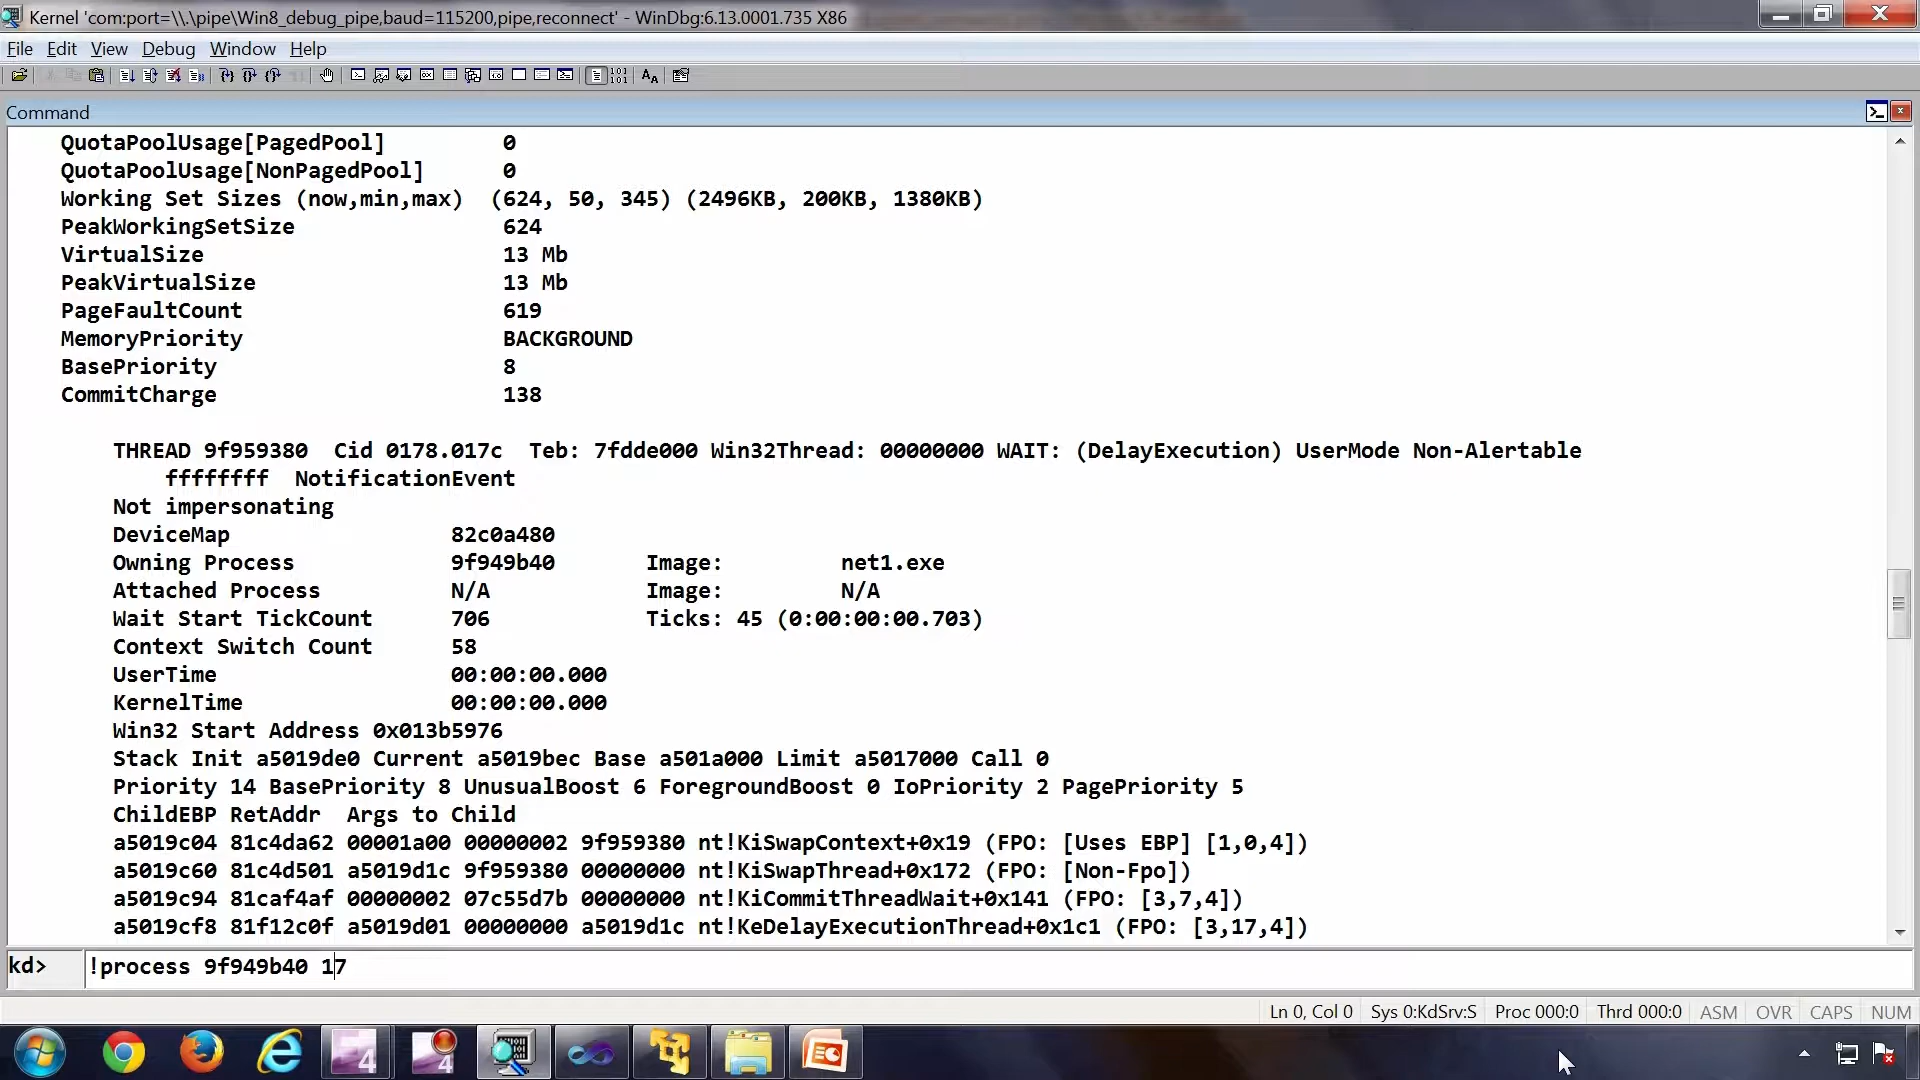 Kernel 'com:port=\\.\pipe\Win8_debug_pipe,baud=115200,pipe,reconnect' - WinDbg:6.13.0001.735 X86
File Edit View Debug Window Help
Command
QuotaPoolUsage[PagedPool] 0
QuotaPoolUsage[NonPagedPool] 0
Working Set Sizes (now,min,max) (624, 50, 345) (2496KB, 200KB, 1380KB)
PeakWorkingSetSize 624
VirtualSize 13 Mb
PeakVirtualSize 13 Mb
PageFaultCount 619
MemoryPriority BACKGROUND
BasePriority 8
CommitCharge 138
THREAD 9f959380 Cid 0178.017c Teb: 7fdde000 Win32Thread: 00000000 WAIT: (DelayExecution) UserMode Non-Alertable
ffffffff NotificationEvent
Not impersonating
DeviceMap 82c0a480
Owning Process 9f949b40 Image: net1.exe
Attached Process N/A Image: N/A
Wait Start TickCount 706 Ticks: 45 (0:00:00:00.703)
Context Switch Count 58
UserTime 00:00:00.000
KernelTime 00:00:00.000
Win32 Start Address 0x013b5976
Stack Init a5019de0 Current a5019bec Base a501a000 Limit a5017000 Call 0
Priority 14 BasePriority 8 UnusualBoost 6 ForegroundBoost 0 IoPriority 2 PagePriority 5
ChildEBP RetAddr Args to Child
a5019c04 81c4da62 00001a00 00000002 9f959380 nt!KiSwapContext+0x19 (FPO: [Uses EBP] [1,0,4])
a5019c60 81c4d501 a5019d1c 9f959380 00000000 nt!KiSwapThread+0x172 (FPO: [Non-Fpo])
a5019c94 81caf4af 00000002 07c55d7b 00000000 nt!KiCommitThreadWait+0x141 (FPO: [3,7,4])
a5019cf8 81f12c0f a5019d01 00000000 a5019d1c nt!KeDelayExecutionThread+0x1c1 (FPO: [3,17,4])
kd> !process 9f949b40 17
Ln 0, Col 0 Sys 0:KdSrv:S Proc 000:0 Thrd 000:0 ASM OVR CAPS NUM